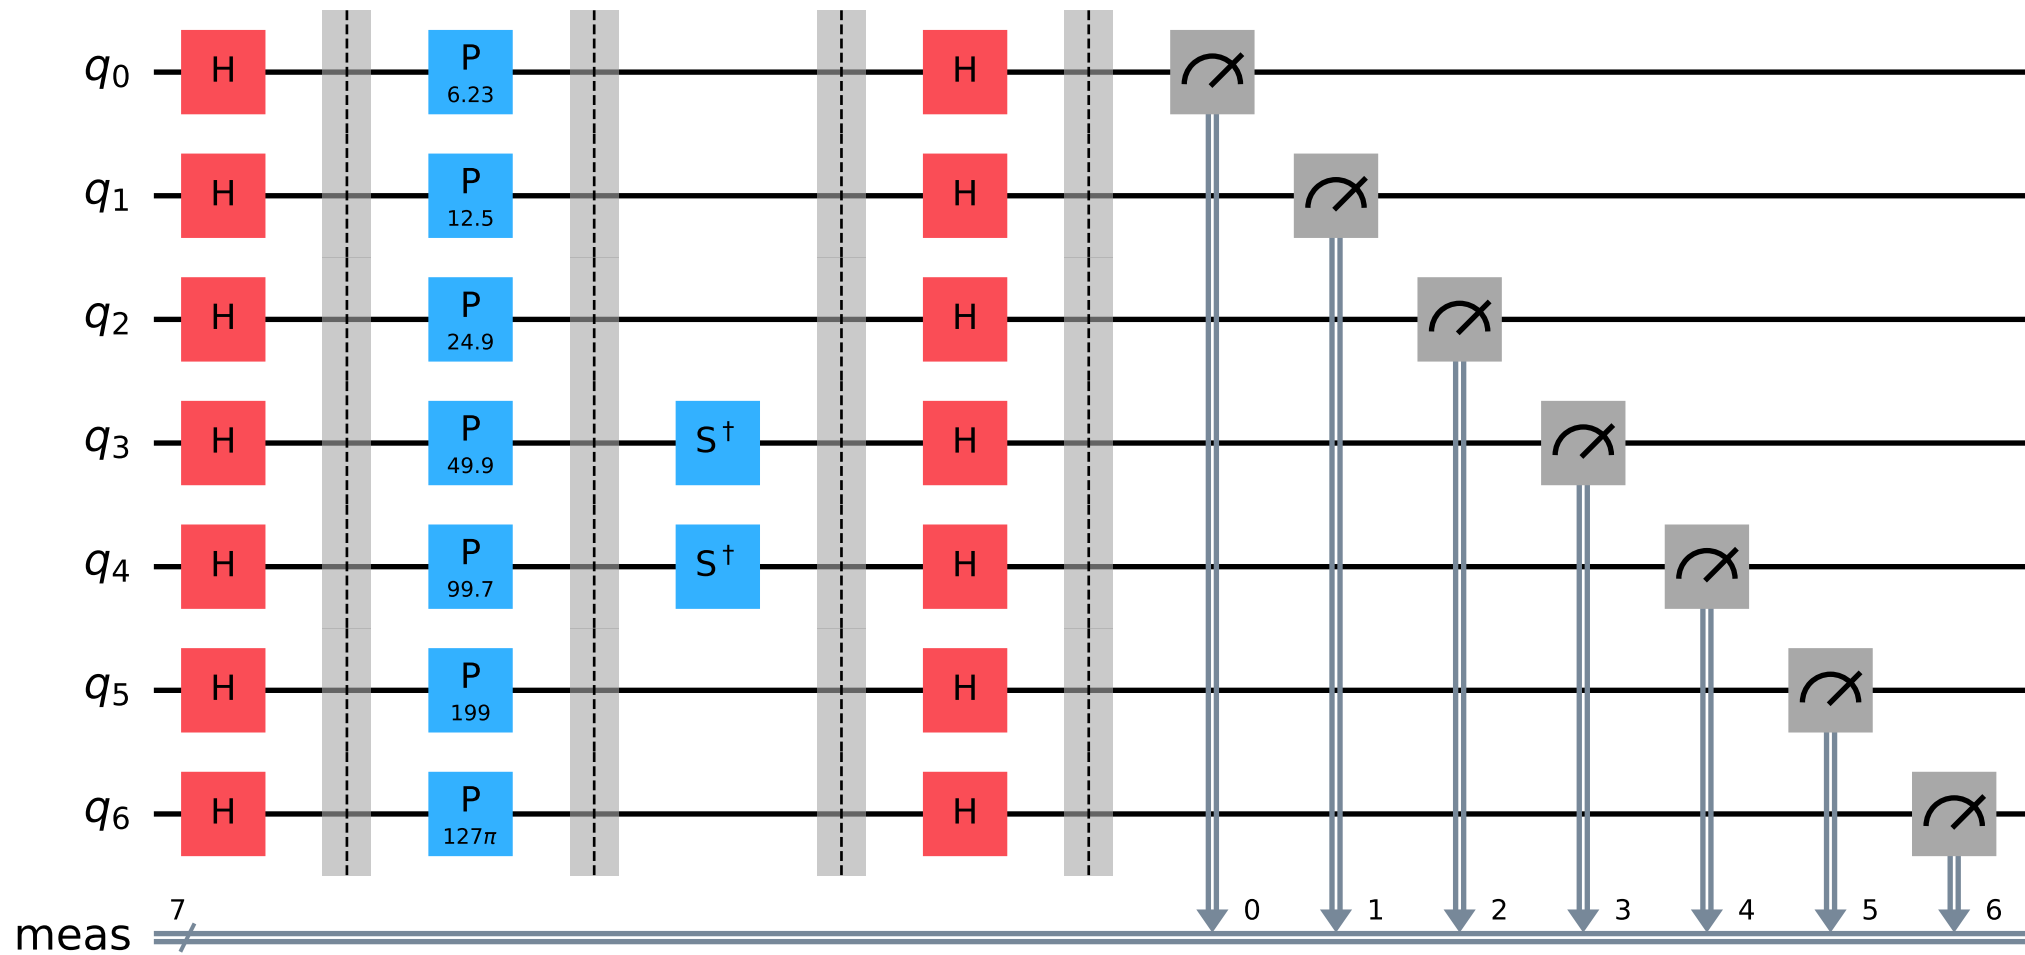 q0 H P 6.23 H
q1 H P 12.5 H
q2 H P 24.9 H
q3 H P 49.9 S† H
q4 H P 99.7 S† H
q5 H P 199 H
q6 H P 127π H
meas 7 0 1 2 3 4 5 6